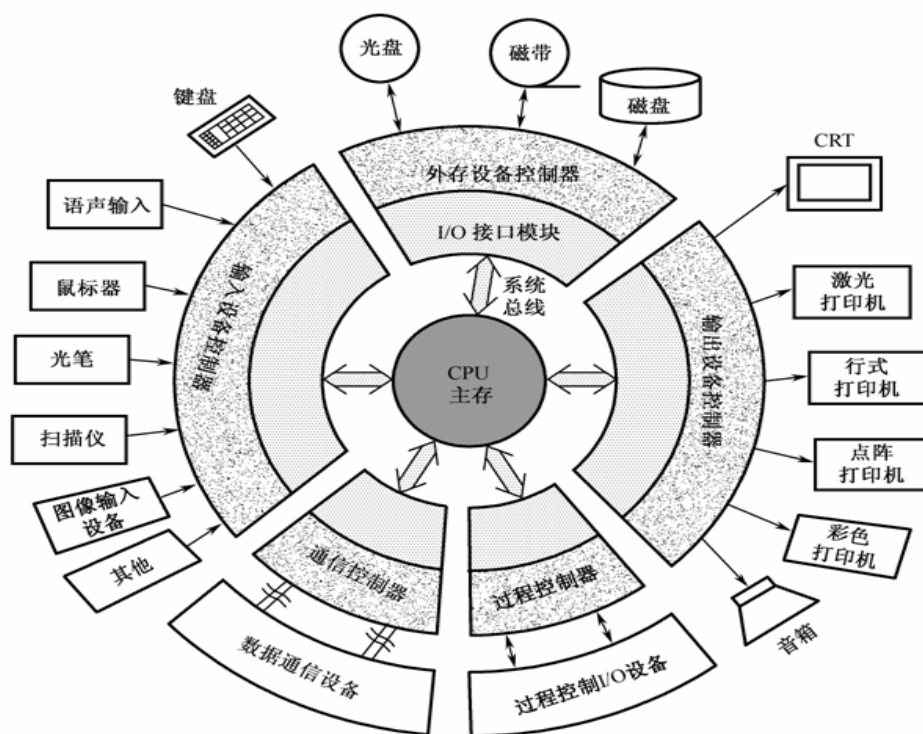 光盘
磁带
磁盘
键盘
CRT
语声输入
外存设备控制器
I/O 接口模块
鼠标器
输入设备控制器
系统
总线
激光
打印机
输出设备控制器
光笔
CPU
主存
行式
打印机
扫描仪
点阵
打印机
图像输入
设备
彩色
打印机
其他
通信控制器
过程控制器
音箱
数据通信设备
过程控制I/O设备